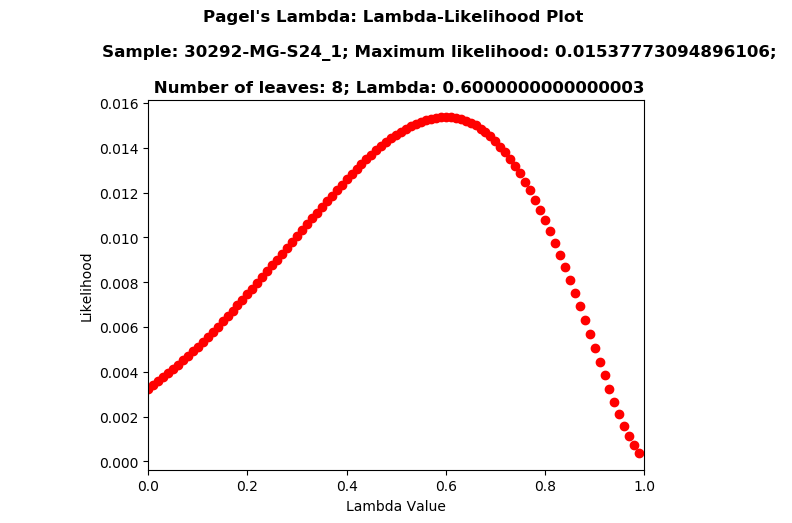 Pagel's Lambda: Lambda-Likelihood Plot
Sample: 30292-MG-S24_1; Maximum likelihood: 0.01537773094896106;
Number of leaves: 8; Lambda: 0.6000000000000003
0.016
0.014
0.012
0.010
0.008
0.006
0.004
0.002
0.000
Likelihood
0.0 0.2 0.4 0.6 0.8 1.0
Lambda Value